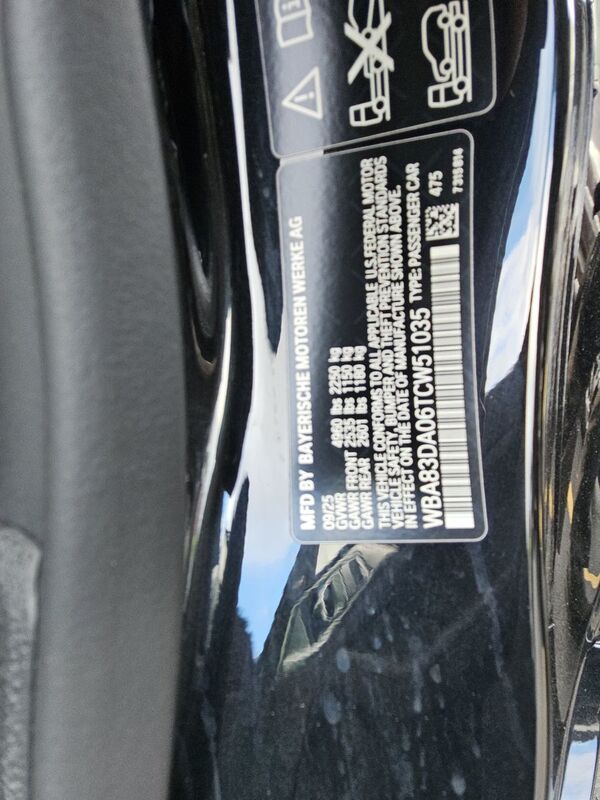 MFD BY BAYERISCHE MOTOREN WERKE AG
09/25
GVWR 4960 lbs 2250 kg
GAWR FRONT 2535 lbs 1150 kg
GAWR REAR 2601 lbs 1180 kg
THIS VEHICLE CONFORMS TO ALL APPLICABLE U.S.FEDERAL MOTOR
VEHICLE SAFETY, BUMPER AND THEFT PREVENTION STANDARDS
IN EFFECT ON THE DATE OF MANUFACTURE SHOWN ABOVE.
WBA83DA06TCW51035 TYPE: PASSENGER CAR
475